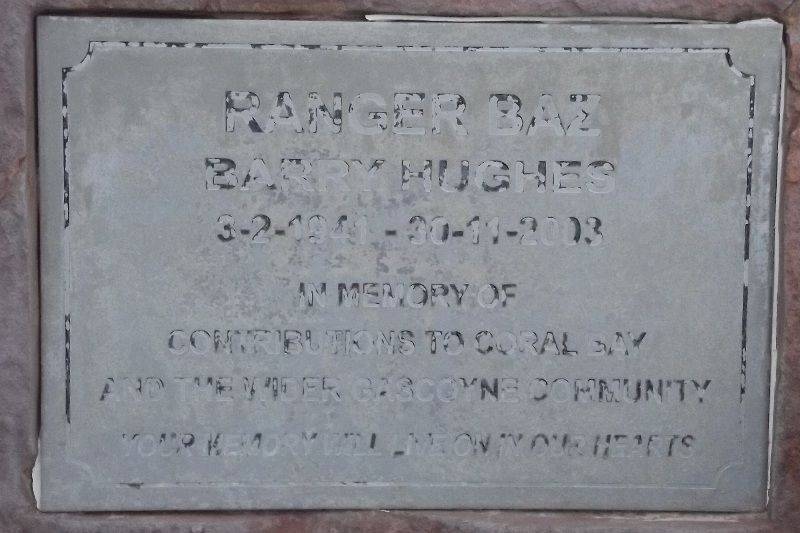 RANGER BAZ
BARRY HUGHES
3-2-1941 - 30-11-2003
IN MEMORY OF
CONTRIBUTIONS TO CORAL BAY
AND THE WIDER GASCOYNE COMMUNITY
YOUR MEMORY WILL LIVE ON IN OUR HEARTS